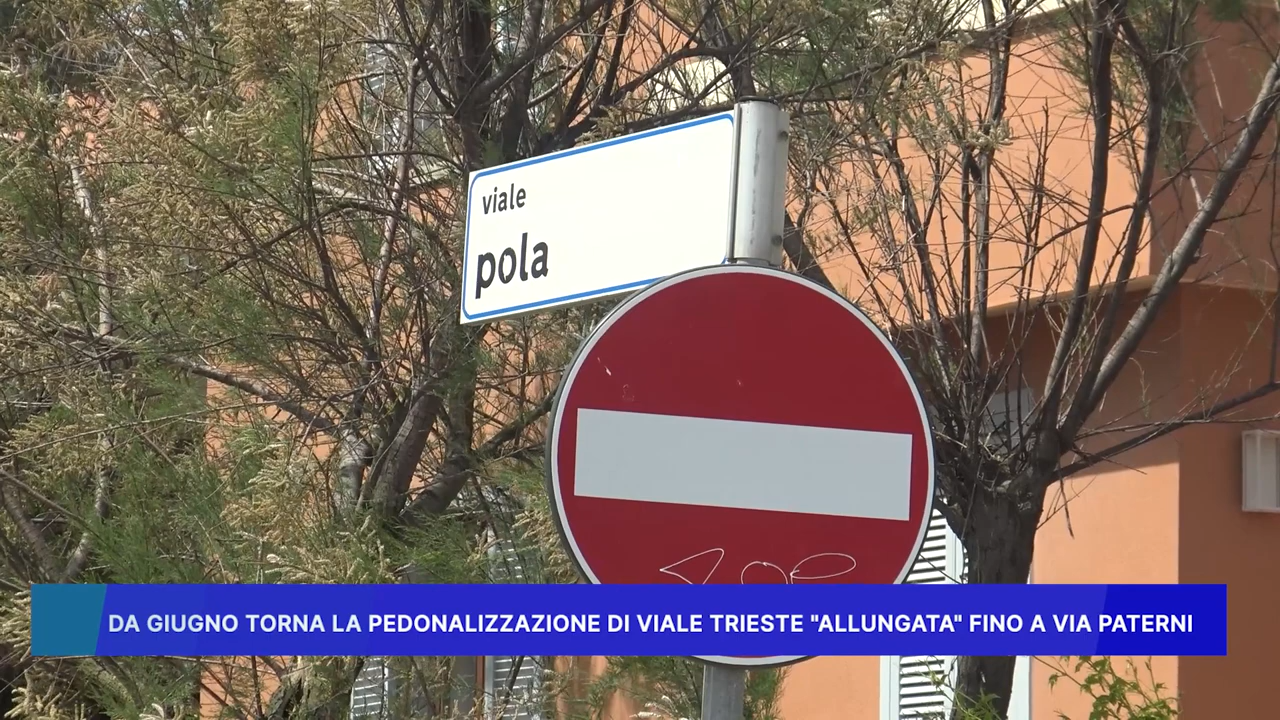 viale
pola
DA GIUGNO TORNA LA PEDONALIZZAZIONE DI VIALE TRIESTE "ALLUNGATA" FINO A VIA PATERNI